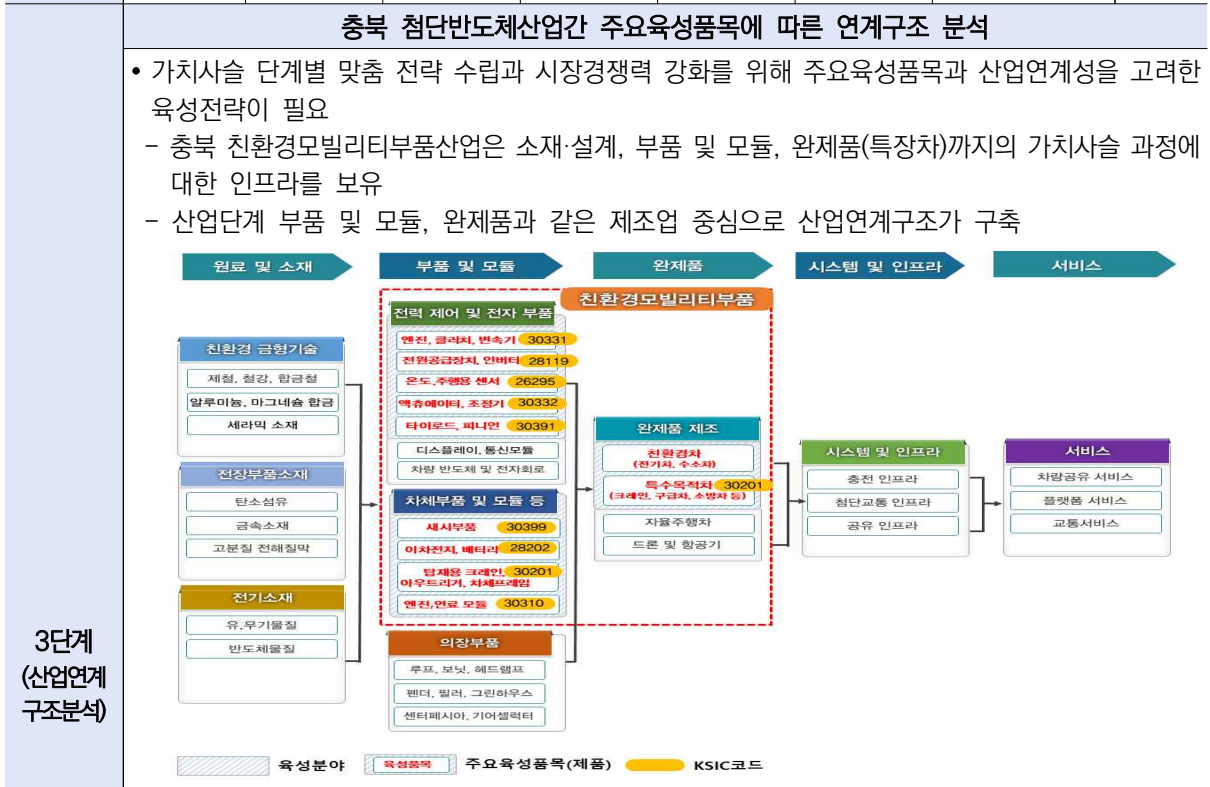 충북 첨단반도체산업간 주요육성품목에 따른 연계구조 분석
• 가치사슬 단계별 맞춤 전략 수립과 시장경쟁력 강화를 위해 주요육성품목과 산업연계성을 고려한
육성전략이 필요
- 충북 친환경모빌리티부품산업은 소재·설계, 부품 및 모듈, 완제품(특장차)까지의 가치사슬 과정에
대한 인프라를 보유
- 산업단계 부품 및 모듈, 완제품과 같은 제조업 중심으로 산업연계구조가 구축
원료 및 소재
부품 및 모듈
완제품
시스템 및 인프라
서비스
친환경모빌리티부품
친환경 금형기술
제철, 철강, 합금철
알루미늄, 마그네슘 합금
세라믹 소재
전장부품소재
탄소섬유
금속소재
고분질 전해질막
전기소재
유,무기물질
반도체물질
전력 제어 및 전자 부품
엔진, 클러치, 변속기 30331
전원공급장치, 인버터 28119
온도,주행용 센서 26295
액츄에이터, 조정기 30332
타이로드, 피니언 30391
디스플레이, 통신모듈
차량 반도체 및 전자회로
차체부품 및 모듈 등
섀시부품 30399
이차전지, 배터리 28202
탑재용 크레인, 30201
아우트리거, 차체프레임
엔진,연료 모듈 30310
의장부품
루프, 보닛, 헤드램프
펜더, 필러, 그린하우스
센터페시아, 기어셀럭터
완제품 제조
친환경차
(전기차, 수소차)
특수목적차 30201
(크레인, 구급차, 소방차 등)
자율주행차
드론 및 항공기
시스템 및 인프라
충전 인프라
첨단교통 인프라
공유 인프라
서비스
차량공유 서비스
플랫폼 서비스
교통서비스
3단계
(산업연계
구조분석)
육성분야
육성품목
주요육성품목(제품)
KSIC코드